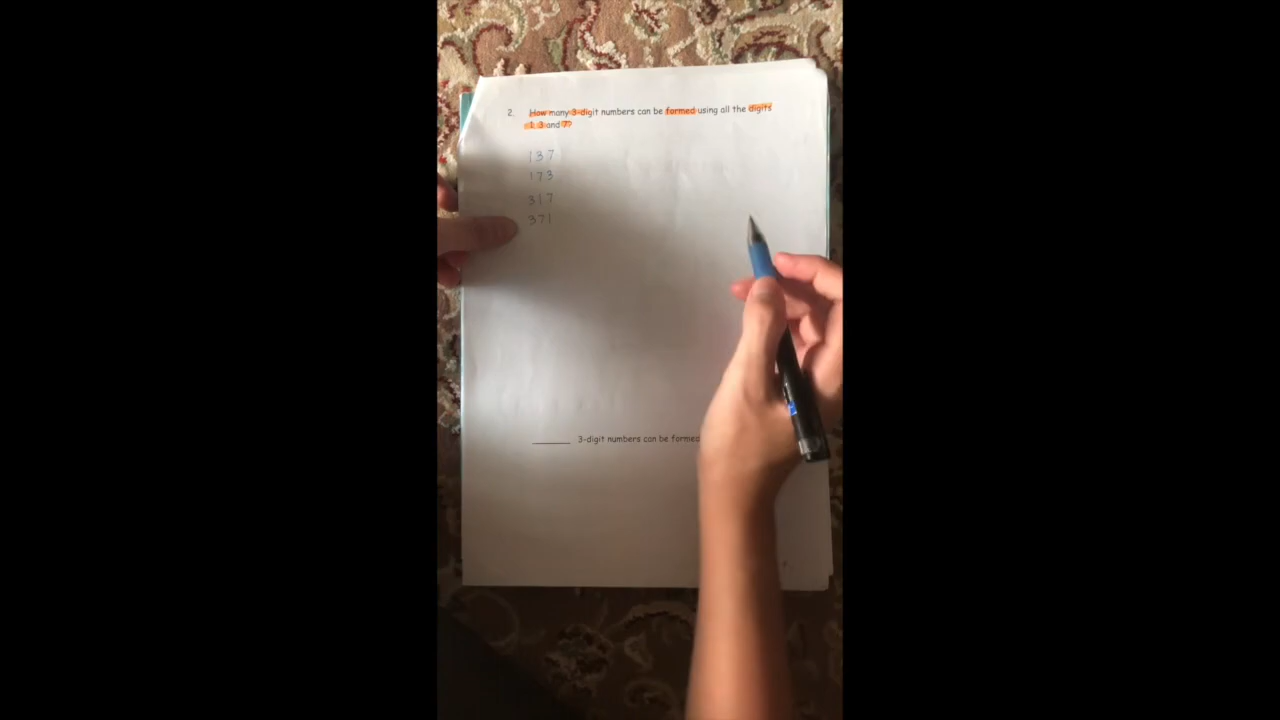 2. How many 3-digit numbers can be formed using all the digits
1 3 and 7?
137
173
317
371
______ 3-digit numbers can be formed